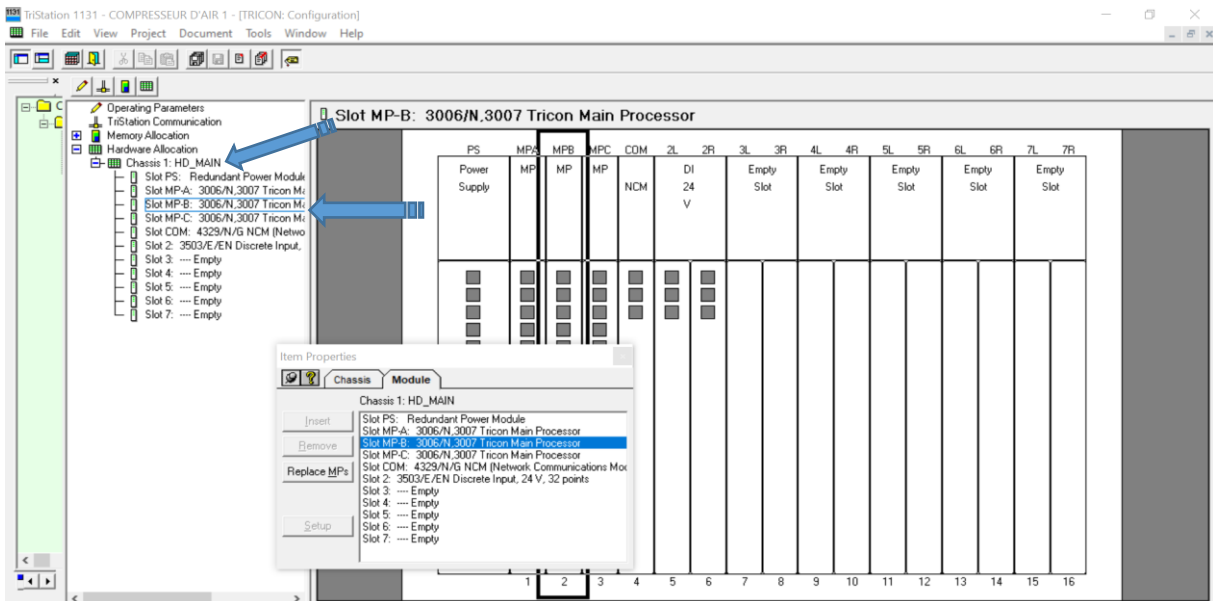 TriStation 1131 - COMPRESSEUR D'AIR 1 - [TRICON: Configuration]
File Edit View Project Document Tools Window Help
Operating Parameters
TriStation Communication
Memory Allocation
Hardware Allocation
Chassis 1: HD_MAIN
Slot PS: Redundant Power Module
Slot MP-A: 3006/N,3007 Tricon Ma
Slot MP-B: 3006/N,3007 Tricon Ma
Slot MP-C: 3006/N,3007 Tricon Ma
Slot COM: 4329/N/G NCM (Netwo
Slot 2: 3503/E/EN Discrete Input,
Slot 3: ---- Empty
Slot 4: ---- Empty
Slot 5: ---- Empty
Slot 6: ---- Empty
Slot 7: ---- Empty
Slot MP-B: 3006/N,3007 Tricon Main Processor
PS MPA MPB MPC COM 2L 2R 3L 3R 4L 4R 5L 5R 6L 6R 7L 7R
Power MP MP MP DI Empty Empty Empty Empty Empty
Supply NCM 24 Slot Slot Slot Slot Slot
V
Item Properties
Chassis Module
Chassis 1: HD_MAIN
Insert
Remove
Replace MPs
Setup
Slot PS: Redundant Power Module
Slot MP-A: 3006/N,3007 Tricon Main Processor
Slot MP-B: 3006/N,3007 Tricon Main Processor
Slot MP-C: 3006/N,3007 Tricon Main Processor
Slot COM: 4329/N/G NCM (Network Communications Mod
Slot 2: 3503/E/EN Discrete Input, 24 V, 32 points
Slot 3: ---- Empty
Slot 4: ---- Empty
Slot 5: ---- Empty
Slot 6: ---- Empty
Slot 7: ---- Empty
1 2 3 4 5 6 7 8 9 10 11 12 13 14 15 16